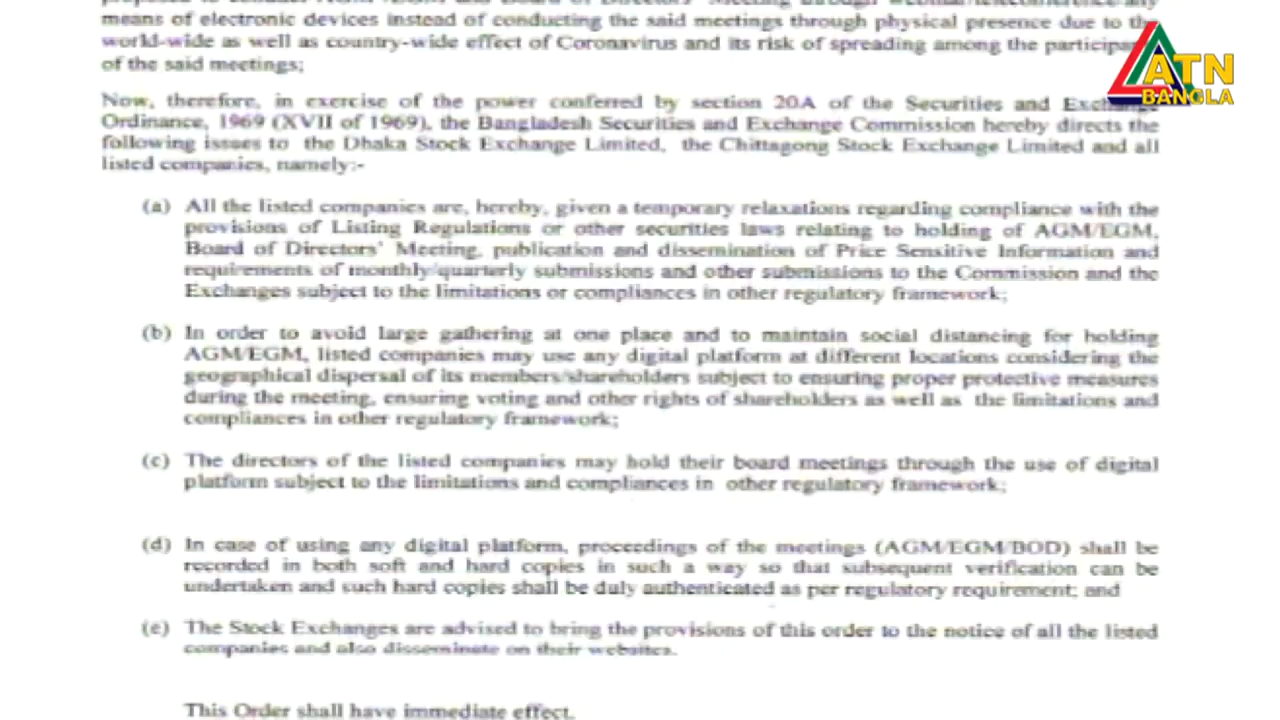 means of electronic devices instead of conducting the said meetings through physical presence due to the
world-wide as well as country-wide effect of Coronavirus and its risk of spreading among the
of the said meetings;
Now, therefore, in exercise of the power conferred by section 20A of the Securities and Exchange
Ordinance, 1969 (XVII of 1969), the Bangladesh Securities and Exchange Commission hereby directs the
following issues to the Dhaka Stock Exchange Limited, the Chittagong Stock Exchange Limited and all
listed companies, namely:-
(a) All the listed companies are, hereby, given a temporary relaxations regarding compliance with the
provisions of Listing Regulations or other securities laws relating to holding of AGM/EGM,
Board of Directors' Meeting, publication and dissemination of Price Sensitive Information and
requirements of monthly/quarterly submissions and other submissions to the Commission and the
Exchanges subject to the limitations or compliances in other regulatory framework;
(b) In order to avoid large gathering at one place and to maintain social distancing for holding
AGM/EGM, listed companies may use any digital platform at different locations considering the
geographical dispersal of its members/shareholders subject to ensuring proper protective measures
during the meeting, ensuring voting and other rights of shareholders as well as the limitations and
compliances in other regulatory framework;
(c) The directors of the listed companies may hold their board meetings through the use of digital
platform subject to the limitations and compliances in other regulatory framework;
(d) In case of using any digital platform, proceedings of the meetings (AGM/EGM/BOD) shall be
recorded in both soft and hard copies in such a way so that subsequent verification can be
undertaken and such hard copies shall be duly authenticated as per regulatory requirement; and
(e) The Stock Exchanges are advised to bring the provisions of this order to the notice of all the listed
companies and also disseminate on their websites.
This Order shall have immediate effect.
ATN
BANGLA